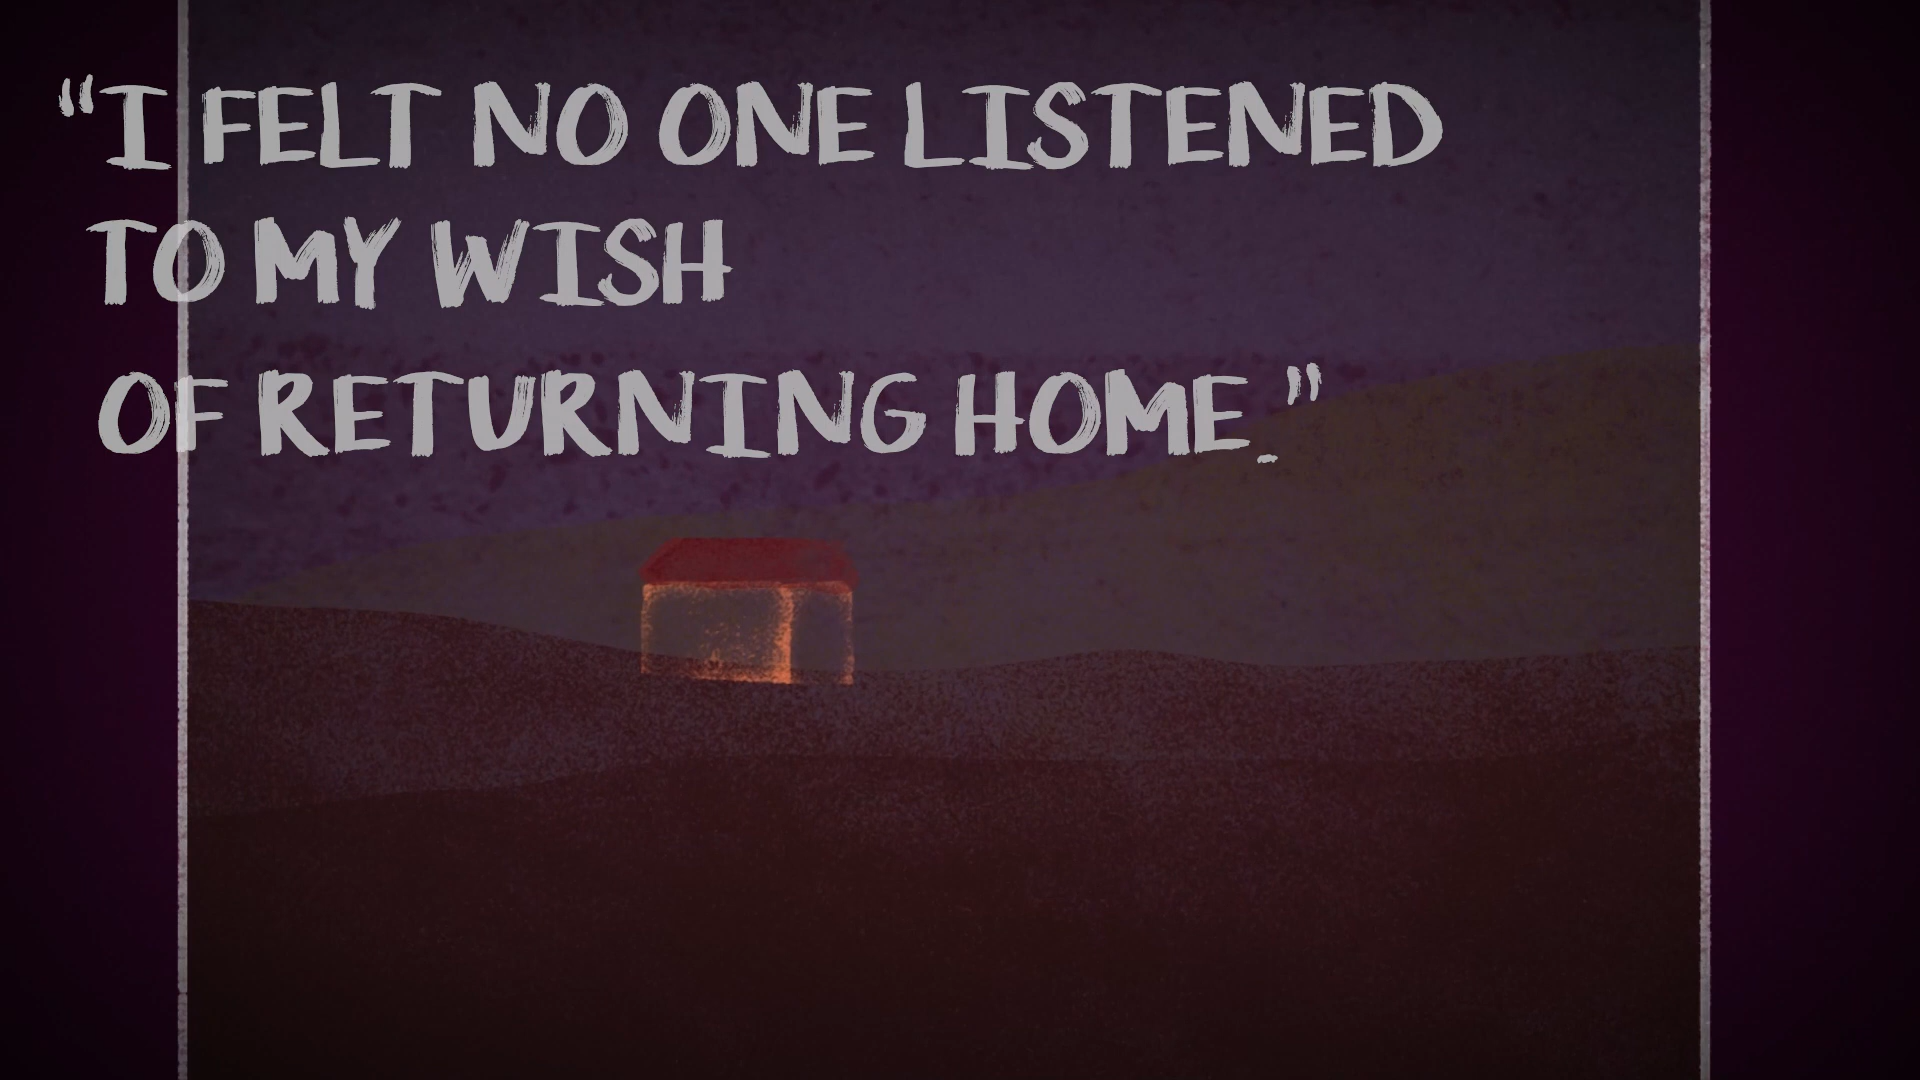 “I FELT NO ONE LISTENED
TO MY WISH
OF RETURNING HOME.”